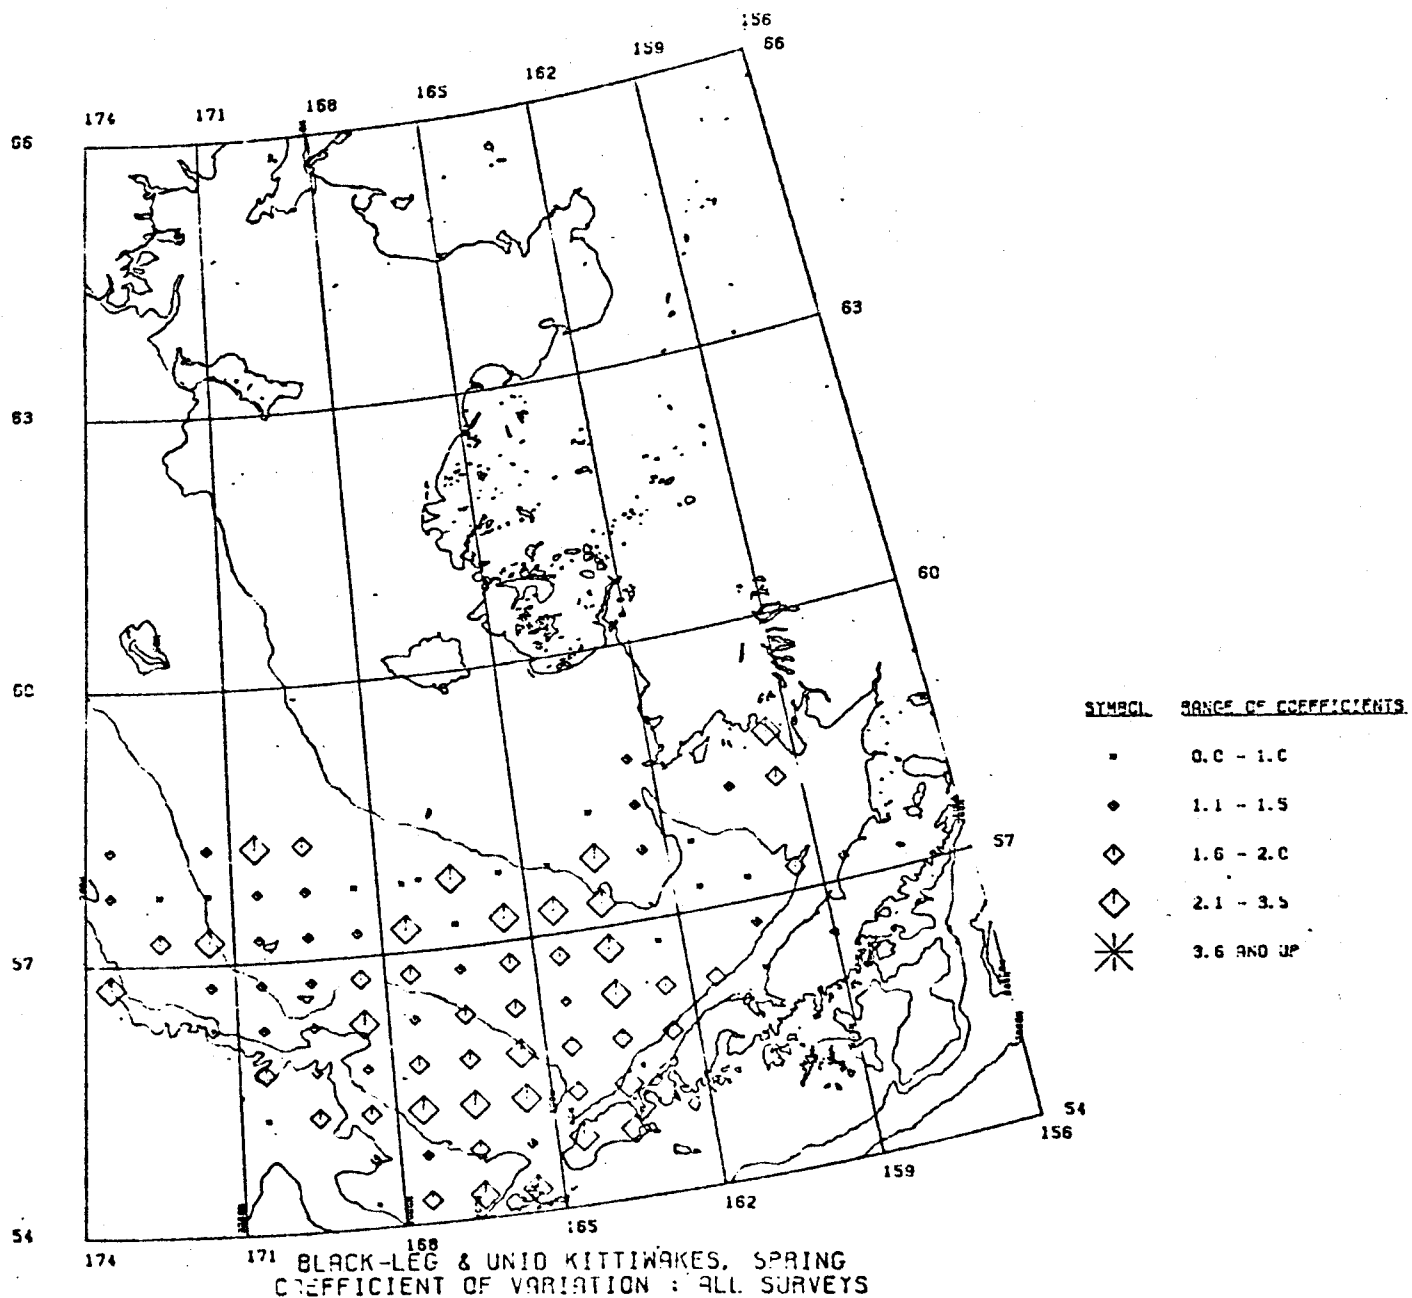 156
159 66
162
165
168
174 171
66
63
63
60
60
SYMBOL RANGE OF COEFFICIENTS
0.0 - 1.0
1.1 - 1.5
57
1.6 - 2.0
2.1 - 3.5
57 3.6 AND UP
54
156
159
162
165
54
168
174 171
BLACK-LEG & UNID KITTIWAKES, SPRING
COEFFICIENT OF VARIATION : ALL SURVEYS